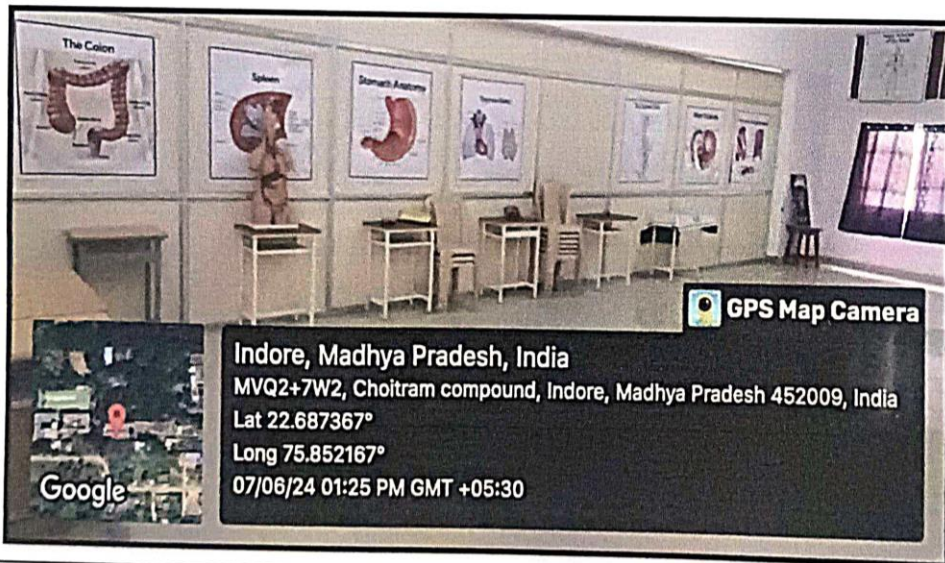 The Colon
Spleen
Stomach Anatomy
GPS Map Camera
Indore, Madhya Pradesh, India
MVQ2+7W2, Choitram compound, Indore, Madhya Pradesh 452009, India
Lat 22.687367°
Long 75.852167°
07/06/24 01:25 PM GMT +05:30
Google